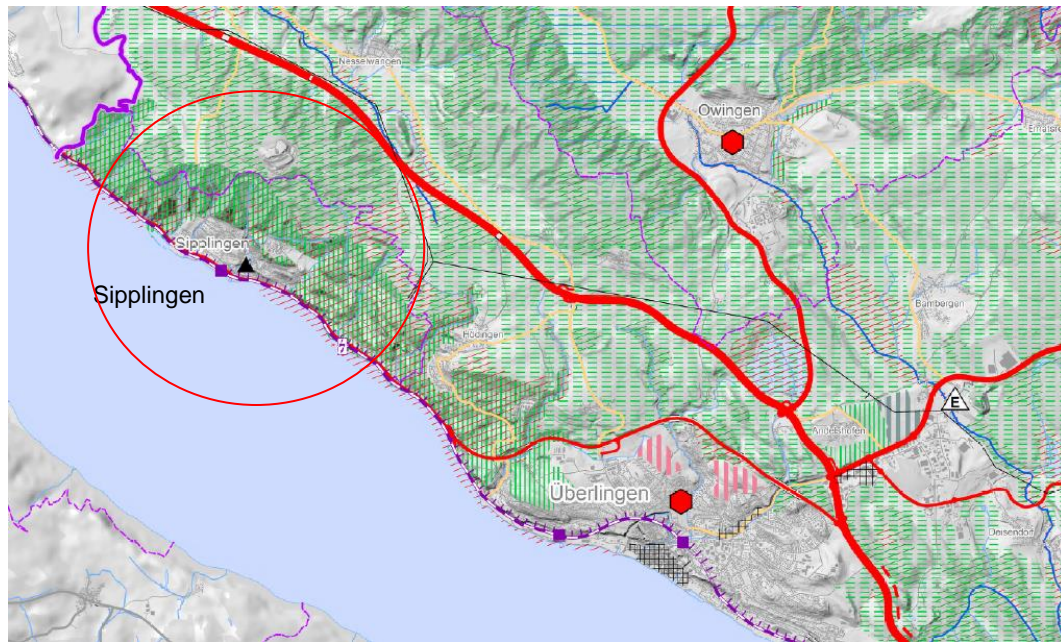 Nesselwangen
Owingen
Sipplingen
Sipplingen
Bambergen
Hödingen
E
Andelshofen
Überlingen
Deisendorf